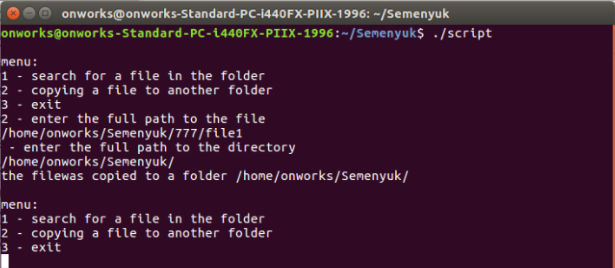 onworks@onworks-Standard-PC-i440FX-PIIX-1996: ~/Semenyuk
onworks@onworks-Standard-PC-i440FX-PIIX-1996:~/Semenyuk$ ./script
menu:
1 - search for a file in the folder
2 - copying a file to another folder
3 - exit
2 - enter the full path to the file
/home/onworks/Semenyuk/777/file1
 - enter the full path to the directory
/home/onworks/Semenyuk/
the filewas copied to a folder /home/onworks/Semenyuk/
menu:
1 - search for a file in the folder
2 - copying a file to another folder
3 - exit